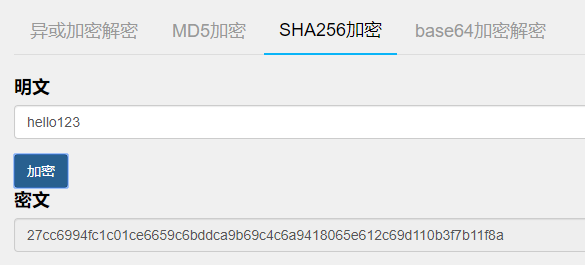 异或加密解密 MD5加密 SHA256加密 base64加密解密
明文
hello123
加密
密文
27cc6994fc1c01ce6659c6bddca9b69c4c6a9418065e612c69d110b3f7b11f8a